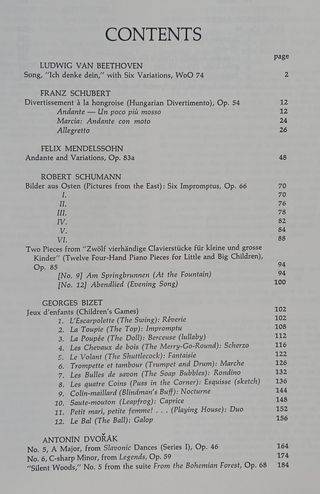 CONTENTS
page
LUDWIG VAN BEETHOVEN
Song, "Ich denke dein," with Six Variations, WoO 74 2
FRANZ SCHUBERT
Divertissement à la hongroise (Hungarian Divertimento), Op. 54 12
Andante — Un poco più mosso 12
Marcia: Andante con moto 24
Allegretto 26
FELIX MENDELSSOHN
Andante and Variations, Op. 83a 48
ROBERT SCHUMANN
Bilder aus Osten (Pictures from the East): Six Impromptus, Op. 66 70
I. 70
II. 76
III. 78
IV. 82
V. 84
VI. 88
Two Pieces from "Zwölf vierhändige Clavierstücke für kleine und grosse
Kinder" (Twelve Four-Hand Piano Pieces for Little and Big Children),
Op. 85 94
[No. 9] Am Springbrunnen (At the Fountain) 94
[No. 12] Abendlied (Evening Song) 100
GEORGES BIZET
Jeux d'enfants (Children's Games) 102
1. L'Escarpolette (The Swing): Rêverie 102
2. La Toupie (The Top): Impromptu 108
3. La Poupée (The Doll): Berceuse (lullaby) 112
4. Les Chevaux de bois (The Merry-Go-Round): Scherzo 116
5. Le Volant (The Shuttlecock): Fantaisie 122
6. Trompette et tambour (Trumpet and Drum): Marche 126
7. Les Bulles de savon (The Soap Bubbles): Rondino 132
8. Les quatre Coins (Puss in the Corner): Esquisse (sketch) 136
9. Colin-maillard (Blindman's Buff): Nocturne 144
10. Saute-mouton (Leapfrog): Caprice 148
11. Petit mari, petite femme! . . . (Playing House): Duo 152
12. Le Bal (The Ball): Galop 156
ANTONIN DVOŘÁK
No. 5, A Major, from Slavonic Dances (Series I), Op. 46 164
No. 6, C-sharp Minor, from Legends, Op. 59 174
"Silent Woods," No. 5 from the suite From the Bohemian Forest, Op. 68 184